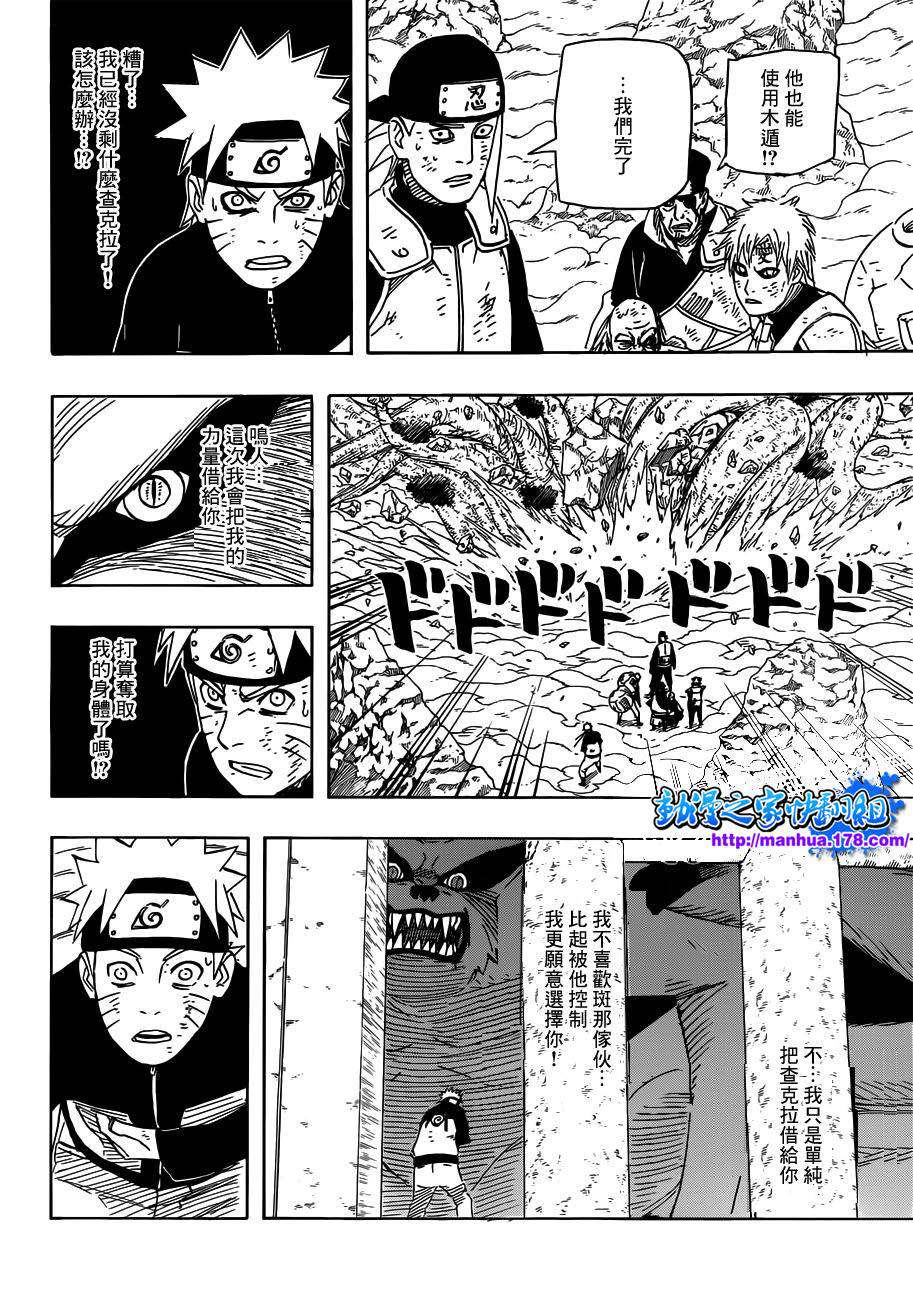 他也能
使用木遁!?
…我們完了
糟了…
我已經沒剩什麼查克拉了！
該怎麼辦…!?
忍
ドドドドドドド
鳴人…
這次我會把我的
力量借給你
打算奪取
我的身體了嗎!?
動漫之家快翻組
http://manhua.178.com/
不…我只是單純
把查克拉借給你
我不喜歡斑那傢伙…
比起被他控制
我更願意選擇你！